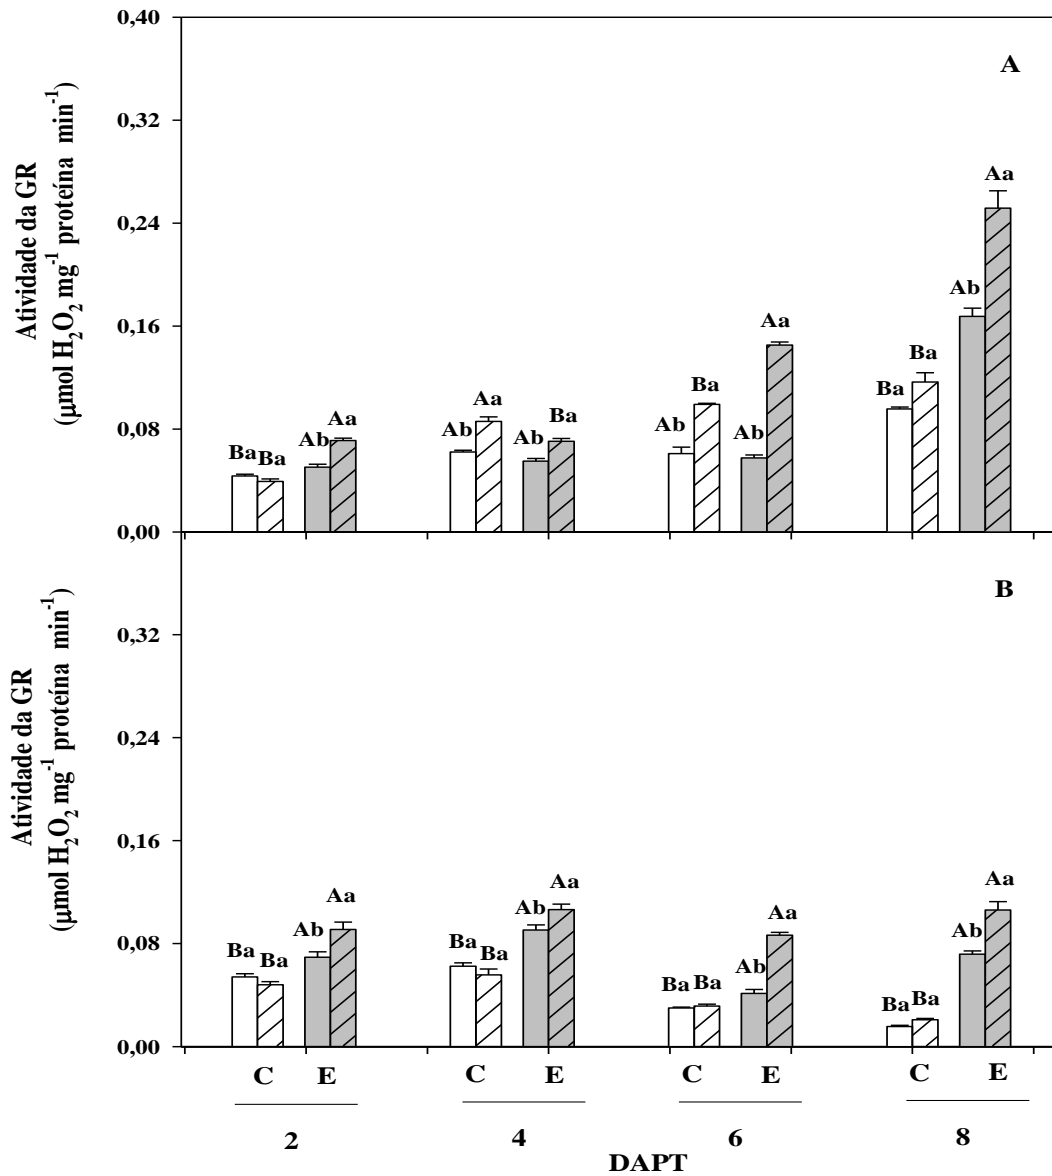 0,40
A
0,32
0,24
0,16
0,08
0,00
Atividade da GR
(μmol H₂O₂ mg⁻¹ proteína min⁻¹)
Ba Ba Ab Aa
Ab Aa Ab Ba
Ab Ba Ab Aa
Ba Ba Ab Aa
B
0,32
0,24
0,16
0,08
0,00
Atividade da GR
(μmol H₂O₂ mg⁻¹ proteína min⁻¹)
Ba Ba Ab Aa
Ba Ba Ab Aa
Ba Ba Ab Aa
Ba Ba Ab Aa
C E C E C E C E
2 4 6 8
DAPT